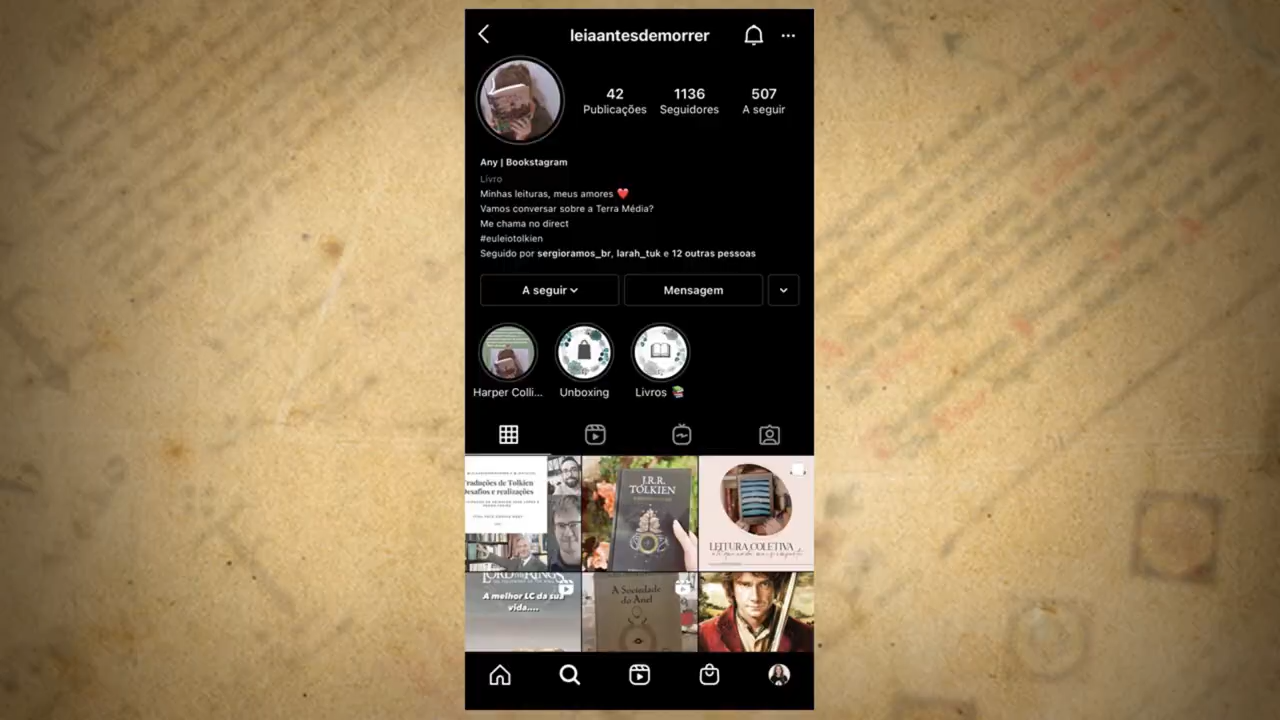 leiaantesdemorrer
42 1136 507
Publicações Seguidores A seguir
Any | Bookstagram
Livro
Minhas leituras, meus amores ❤️
Vamos conversar sobre a Terra Média?
Me chama no direct
#euleiotolkien
Seguido por sergioramos_br, larah_tuk e 12 outras pessoas
A seguir Mensagem
Harper Colli... Unboxing Livros 📚
Traduções de Tolkien
Desafios e realizações
J.R.R.
TOLKIEN
LEITURA COLETIVA
LORD OF THE RINGS
A melhor LC da sua
vida....
A Sociedade
do Anel